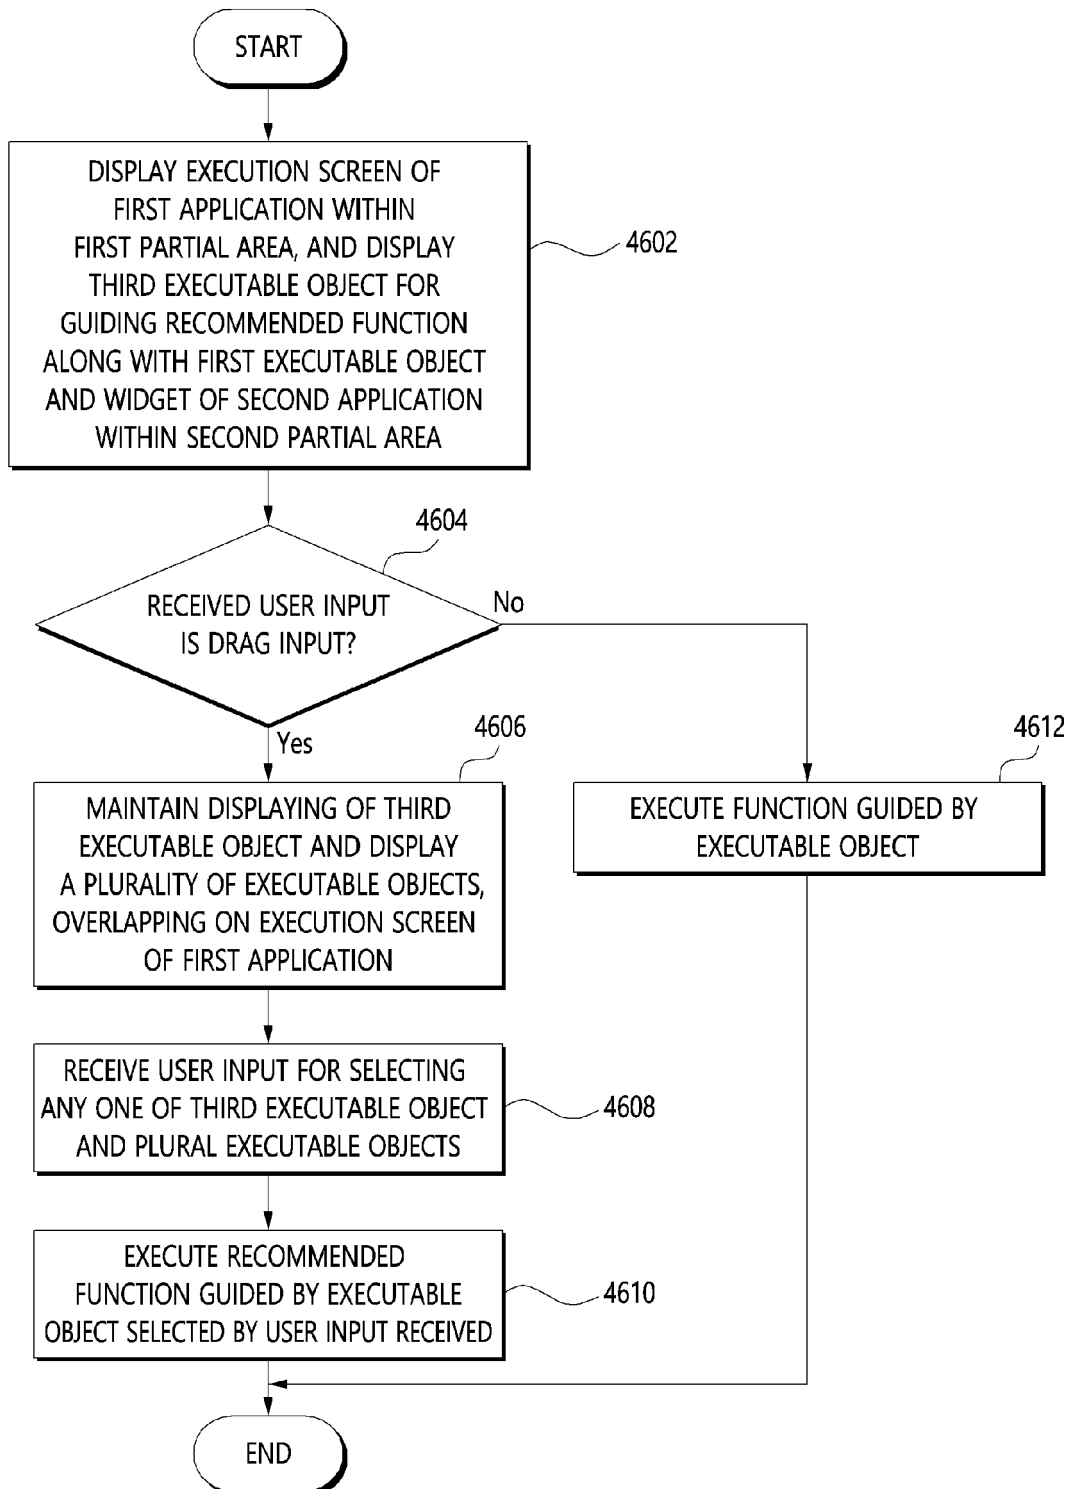 START
DISPLAY EXECUTION SCREEN OF
FIRST APPLICATION WITHIN
FIRST PARTIAL AREA, AND DISPLAY
THIRD EXECUTABLE OBJECT FOR
GUIDING RECOMMENDED FUNCTION
ALONG WITH FIRST EXECUTABLE OBJECT
AND WIDGET OF SECOND APPLICATION
WITHIN SECOND PARTIAL AREA
4602
4604
RECEIVED USER INPUT
IS DRAG INPUT?
No
Yes
4606
MAINTAIN DISPLAYING OF THIRD
EXECUTABLE OBJECT AND DISPLAY
A PLURALITY OF EXECUTABLE OBJECTS,
OVERLAPPING ON EXECUTION SCREEN
OF FIRST APPLICATION
4612
EXECUTE FUNCTION GUIDED BY
EXECUTABLE OBJECT
RECEIVE USER INPUT FOR SELECTING
ANY ONE OF THIRD EXECUTABLE OBJECT
AND PLURAL EXECUTABLE OBJECTS
4608
EXECUTE RECOMMENDED
FUNCTION GUIDED BY EXECUTABLE
OBJECT SELECTED BY USER INPUT RECEIVED
4610
END